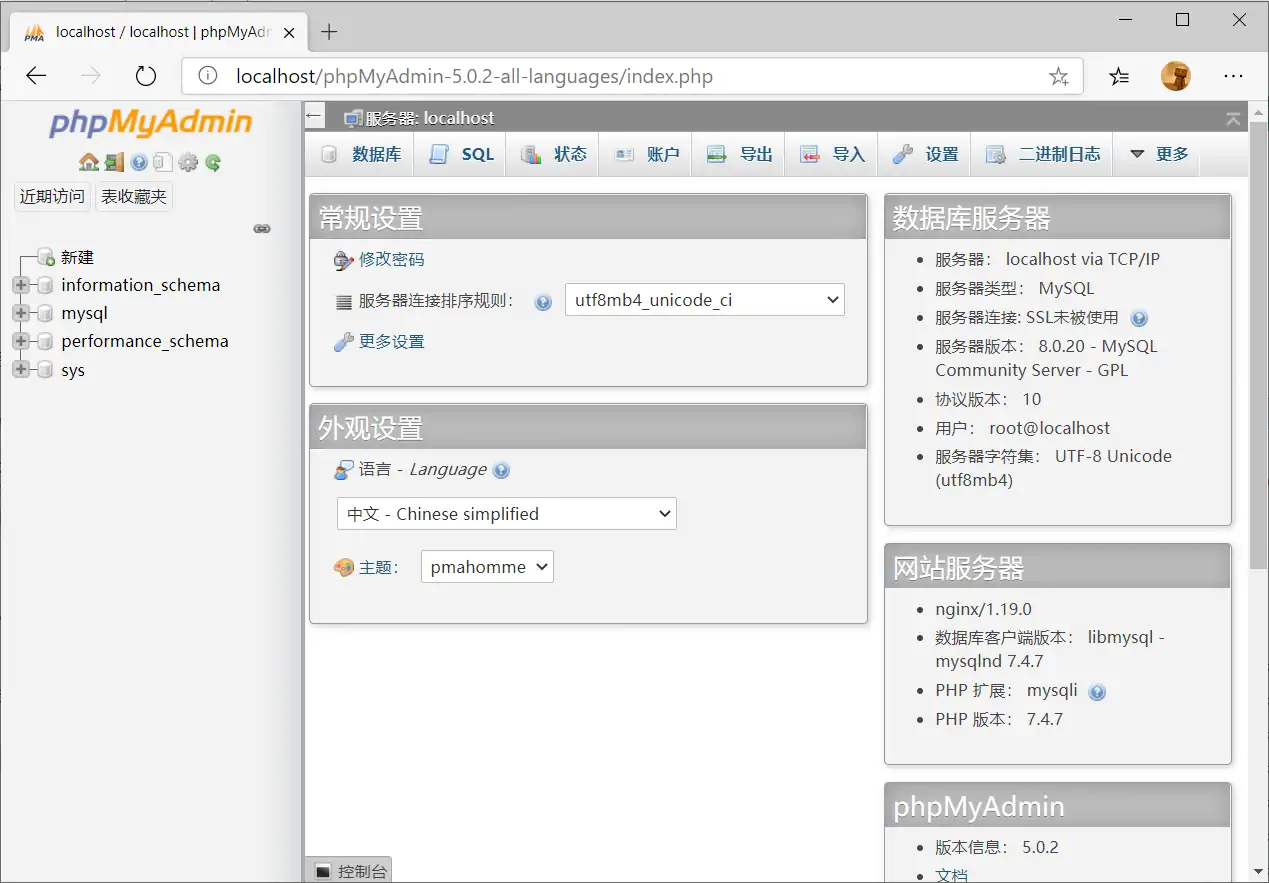 localhost / localhost | phpMyAdn
localhost/phpMyAdmin-5.0.2-all-languages/index.php
phpMyAdmin
近期访问 表收藏夹
新建
information_schema
mysql
performance_schema
sys
服务器: localhost
数据库 SQL 状态 账户 导出 导入 设置 二进制日志 更多
常规设置
修改密码
服务器连接排序规则： utf8mb4_unicode_ci
更多设置
外观设置
语言 - Language
中文 - Chinese simplified
主题： pmahomme
数据库服务器
服务器： localhost via TCP/IP
服务器类型： MySQL
服务器连接: SSL未被使用
服务器版本： 8.0.20 - MySQL
Community Server - GPL
协议版本： 10
用户： root@localhost
服务器字符集： UTF-8 Unicode
(utf8mb4)
网站服务器
nginx/1.19.0
数据库客户端版本： libmysql -
mysqlnd 7.4.7
PHP 扩展： mysqli
PHP 版本： 7.4.7
phpMyAdmin
版本信息： 5.0.2
文档
控制台